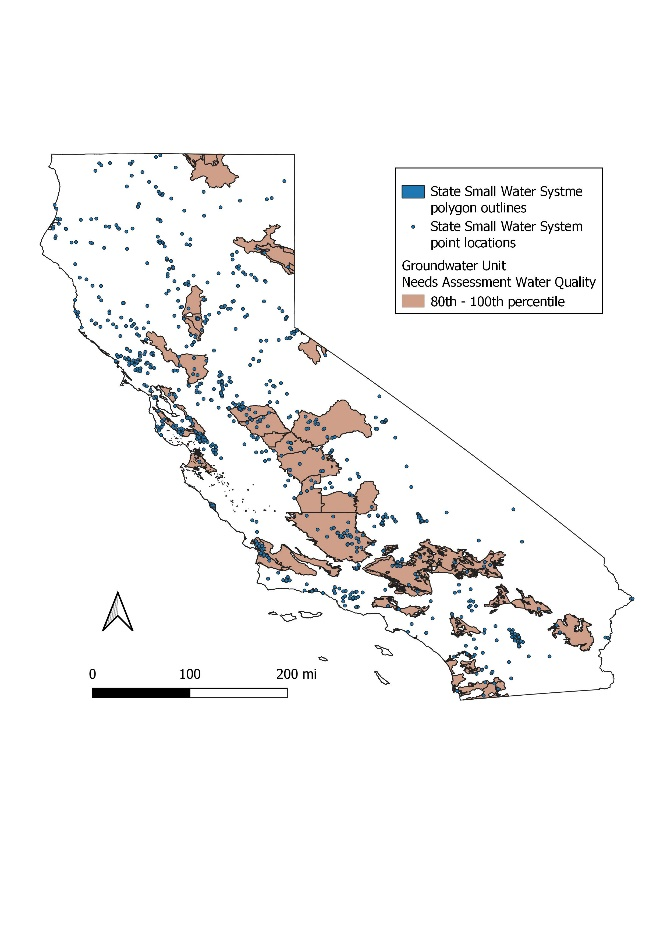 State Small Water Systme
polygon outlines
State Small Water System
point locations
Groundwater Unit
Needs Assessment Water Quality
80th - 100th percentile
0 100 200 mi